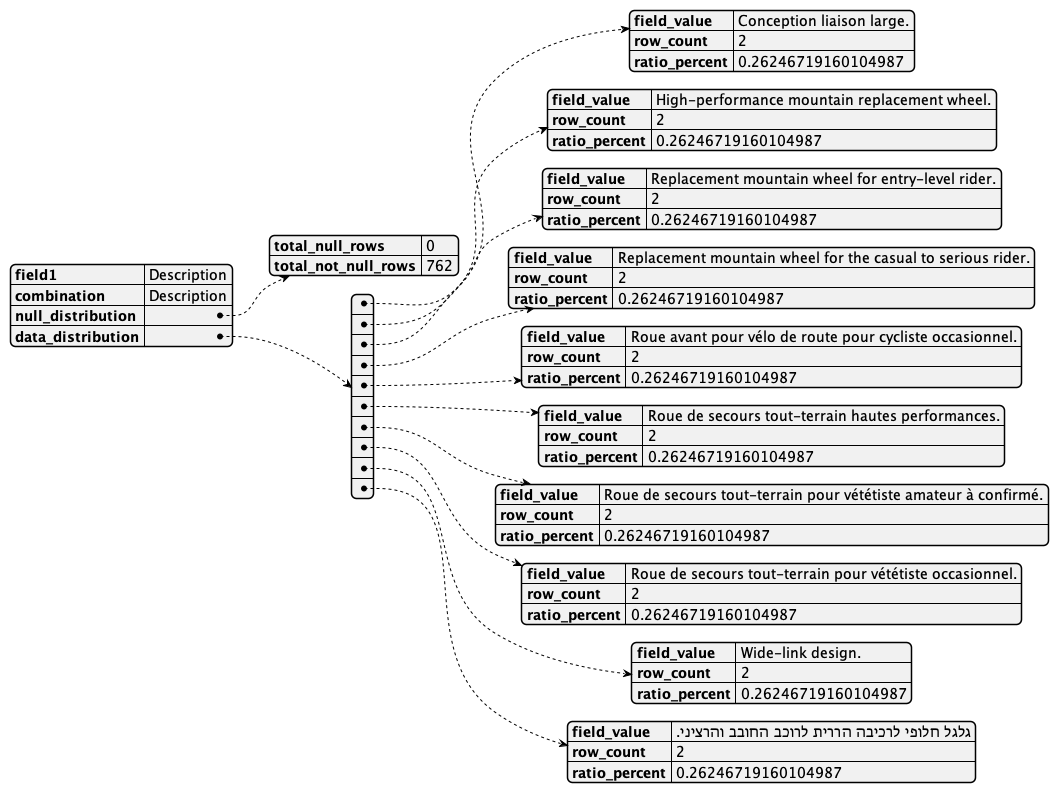 field1 Description
combination Description
null_distribution
data_distribution
total_null_rows 0
total_not_null_rows 762
field_value Conception liaison large.
row_count 2
ratio_percent 0.26246719160104987
field_value High-performance mountain replacement wheel.
row_count 2
ratio_percent 0.26246719160104987
field_value Replacement mountain wheel for entry-level rider.
row_count 2
ratio_percent 0.26246719160104987
field_value Replacement mountain wheel for the casual to serious rider.
row_count 2
ratio_percent 0.26246719160104987
field_value Roue avant pour vélo de route pour cycliste occasionnel.
row_count 2
ratio_percent 0.26246719160104987
field_value Roue de secours tout-terrain hautes performances.
row_count 2
ratio_percent 0.26246719160104987
field_value Roue de secours tout-terrain pour vététiste amateur à confirmé.
row_count 2
ratio_percent 0.26246719160104987
field_value Roue de secours tout-terrain pour vététiste occasionnel.
row_count 2
ratio_percent 0.26246719160104987
field_value Wide-link design.
row_count 2
ratio_percent 0.26246719160104987
field_value גלגל חלופי לרכיבה הררית לרוכב החובב והרציני.
row_count 2
ratio_percent 0.26246719160104987